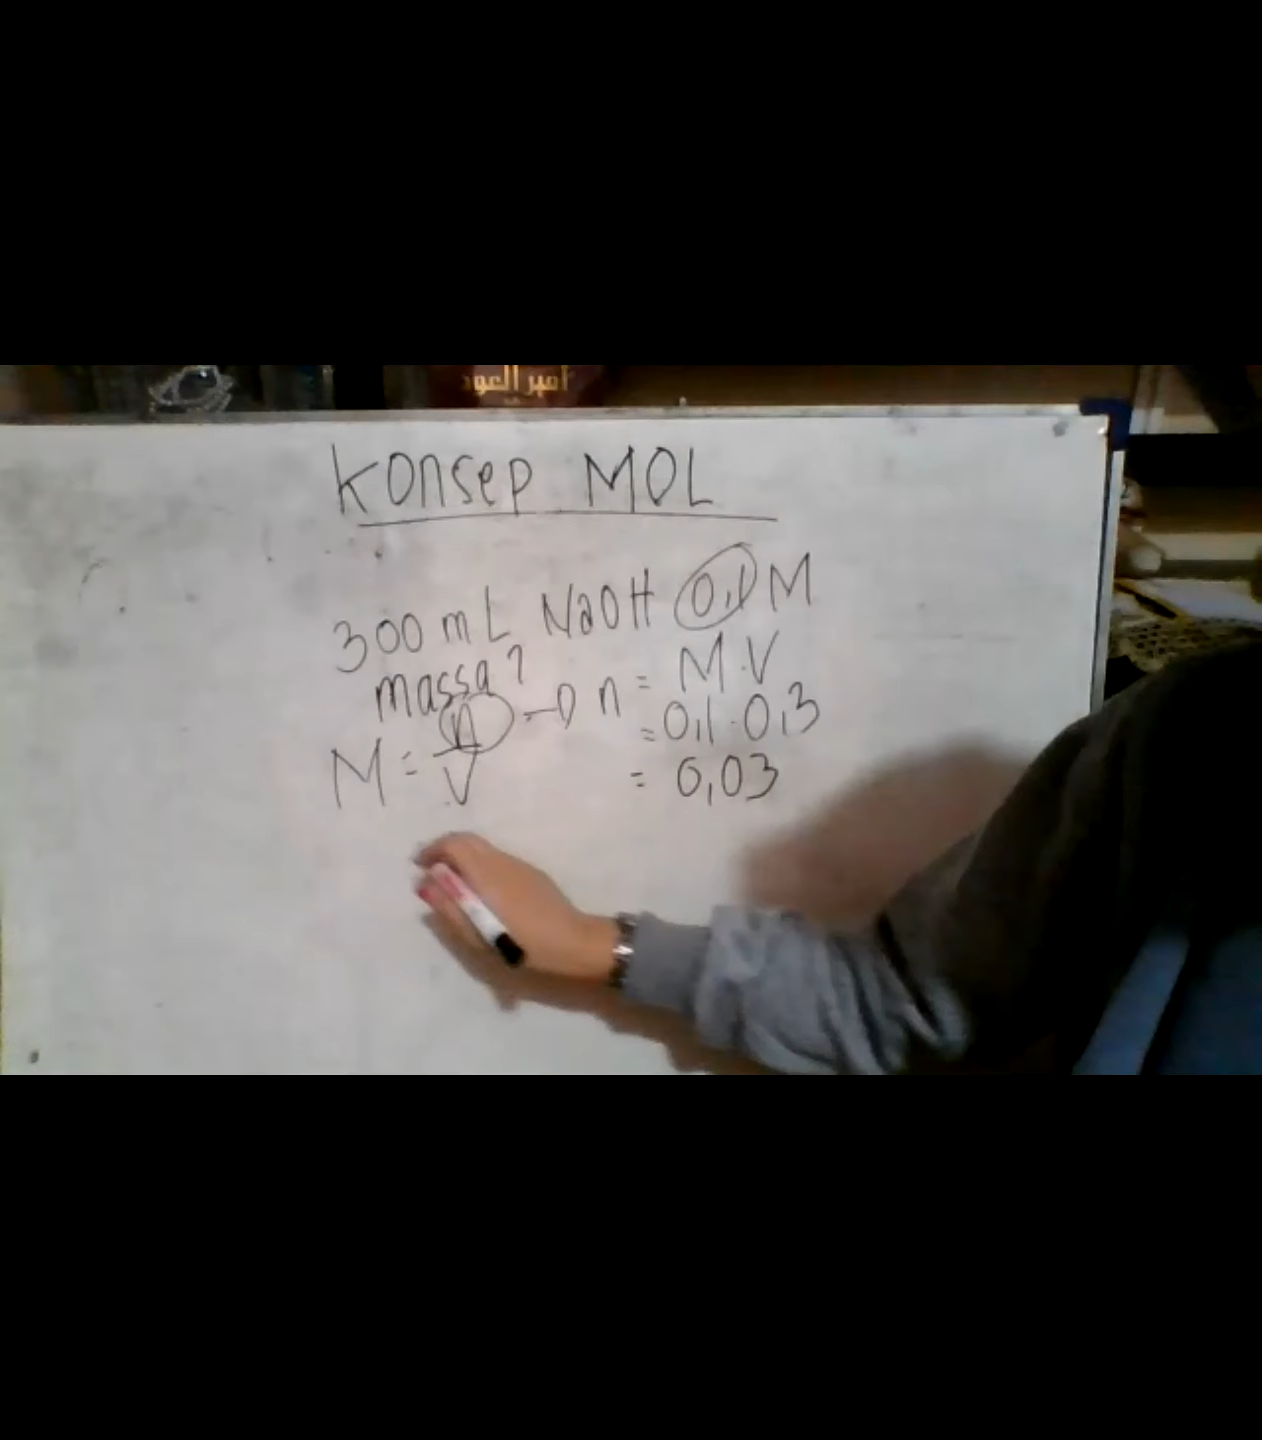 أمير العود
Konsep MOL
300 mL NaOH 0,1 M
massa?
M = n/V → n = M.V
= 0,1 . 0,3
= 0,03